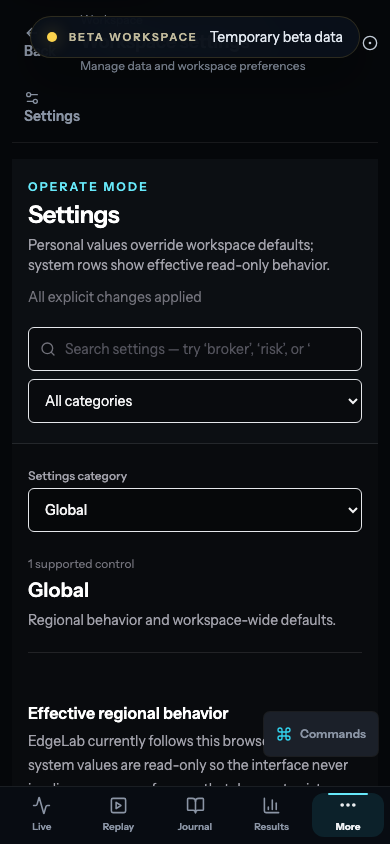 BETA WORKSPACE Temporary beta data
Manage data and workspace preferences
Settings
OPERATE MODE
Settings
Personal values override workspace defaults;
system rows show effective read-only behavior.
All explicit changes applied
Search settings — try 'broker', 'risk', or '
All categories
Settings category
Global
1 supported control
Global
Regional behavior and workspace-wide defaults.
Effective regional behavior
EdgeLab currently follows this brows
system values are read-only so the interface never
Commands
Live
Replay
Journal
Results
More